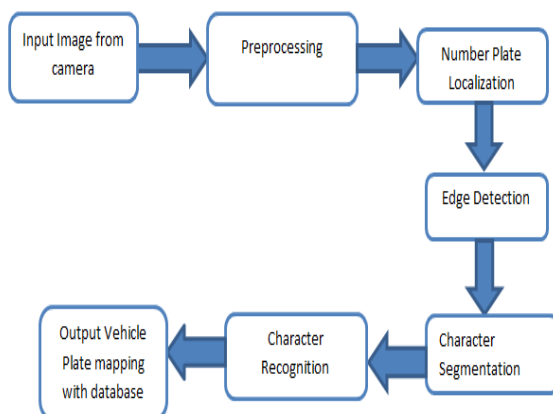 Input Image from
camera
Preprocessing
Number Plate
Localization
Edge Detection
Character
Segmentation
Character
Recognition
Output Vehicle
Plate mapping
with database